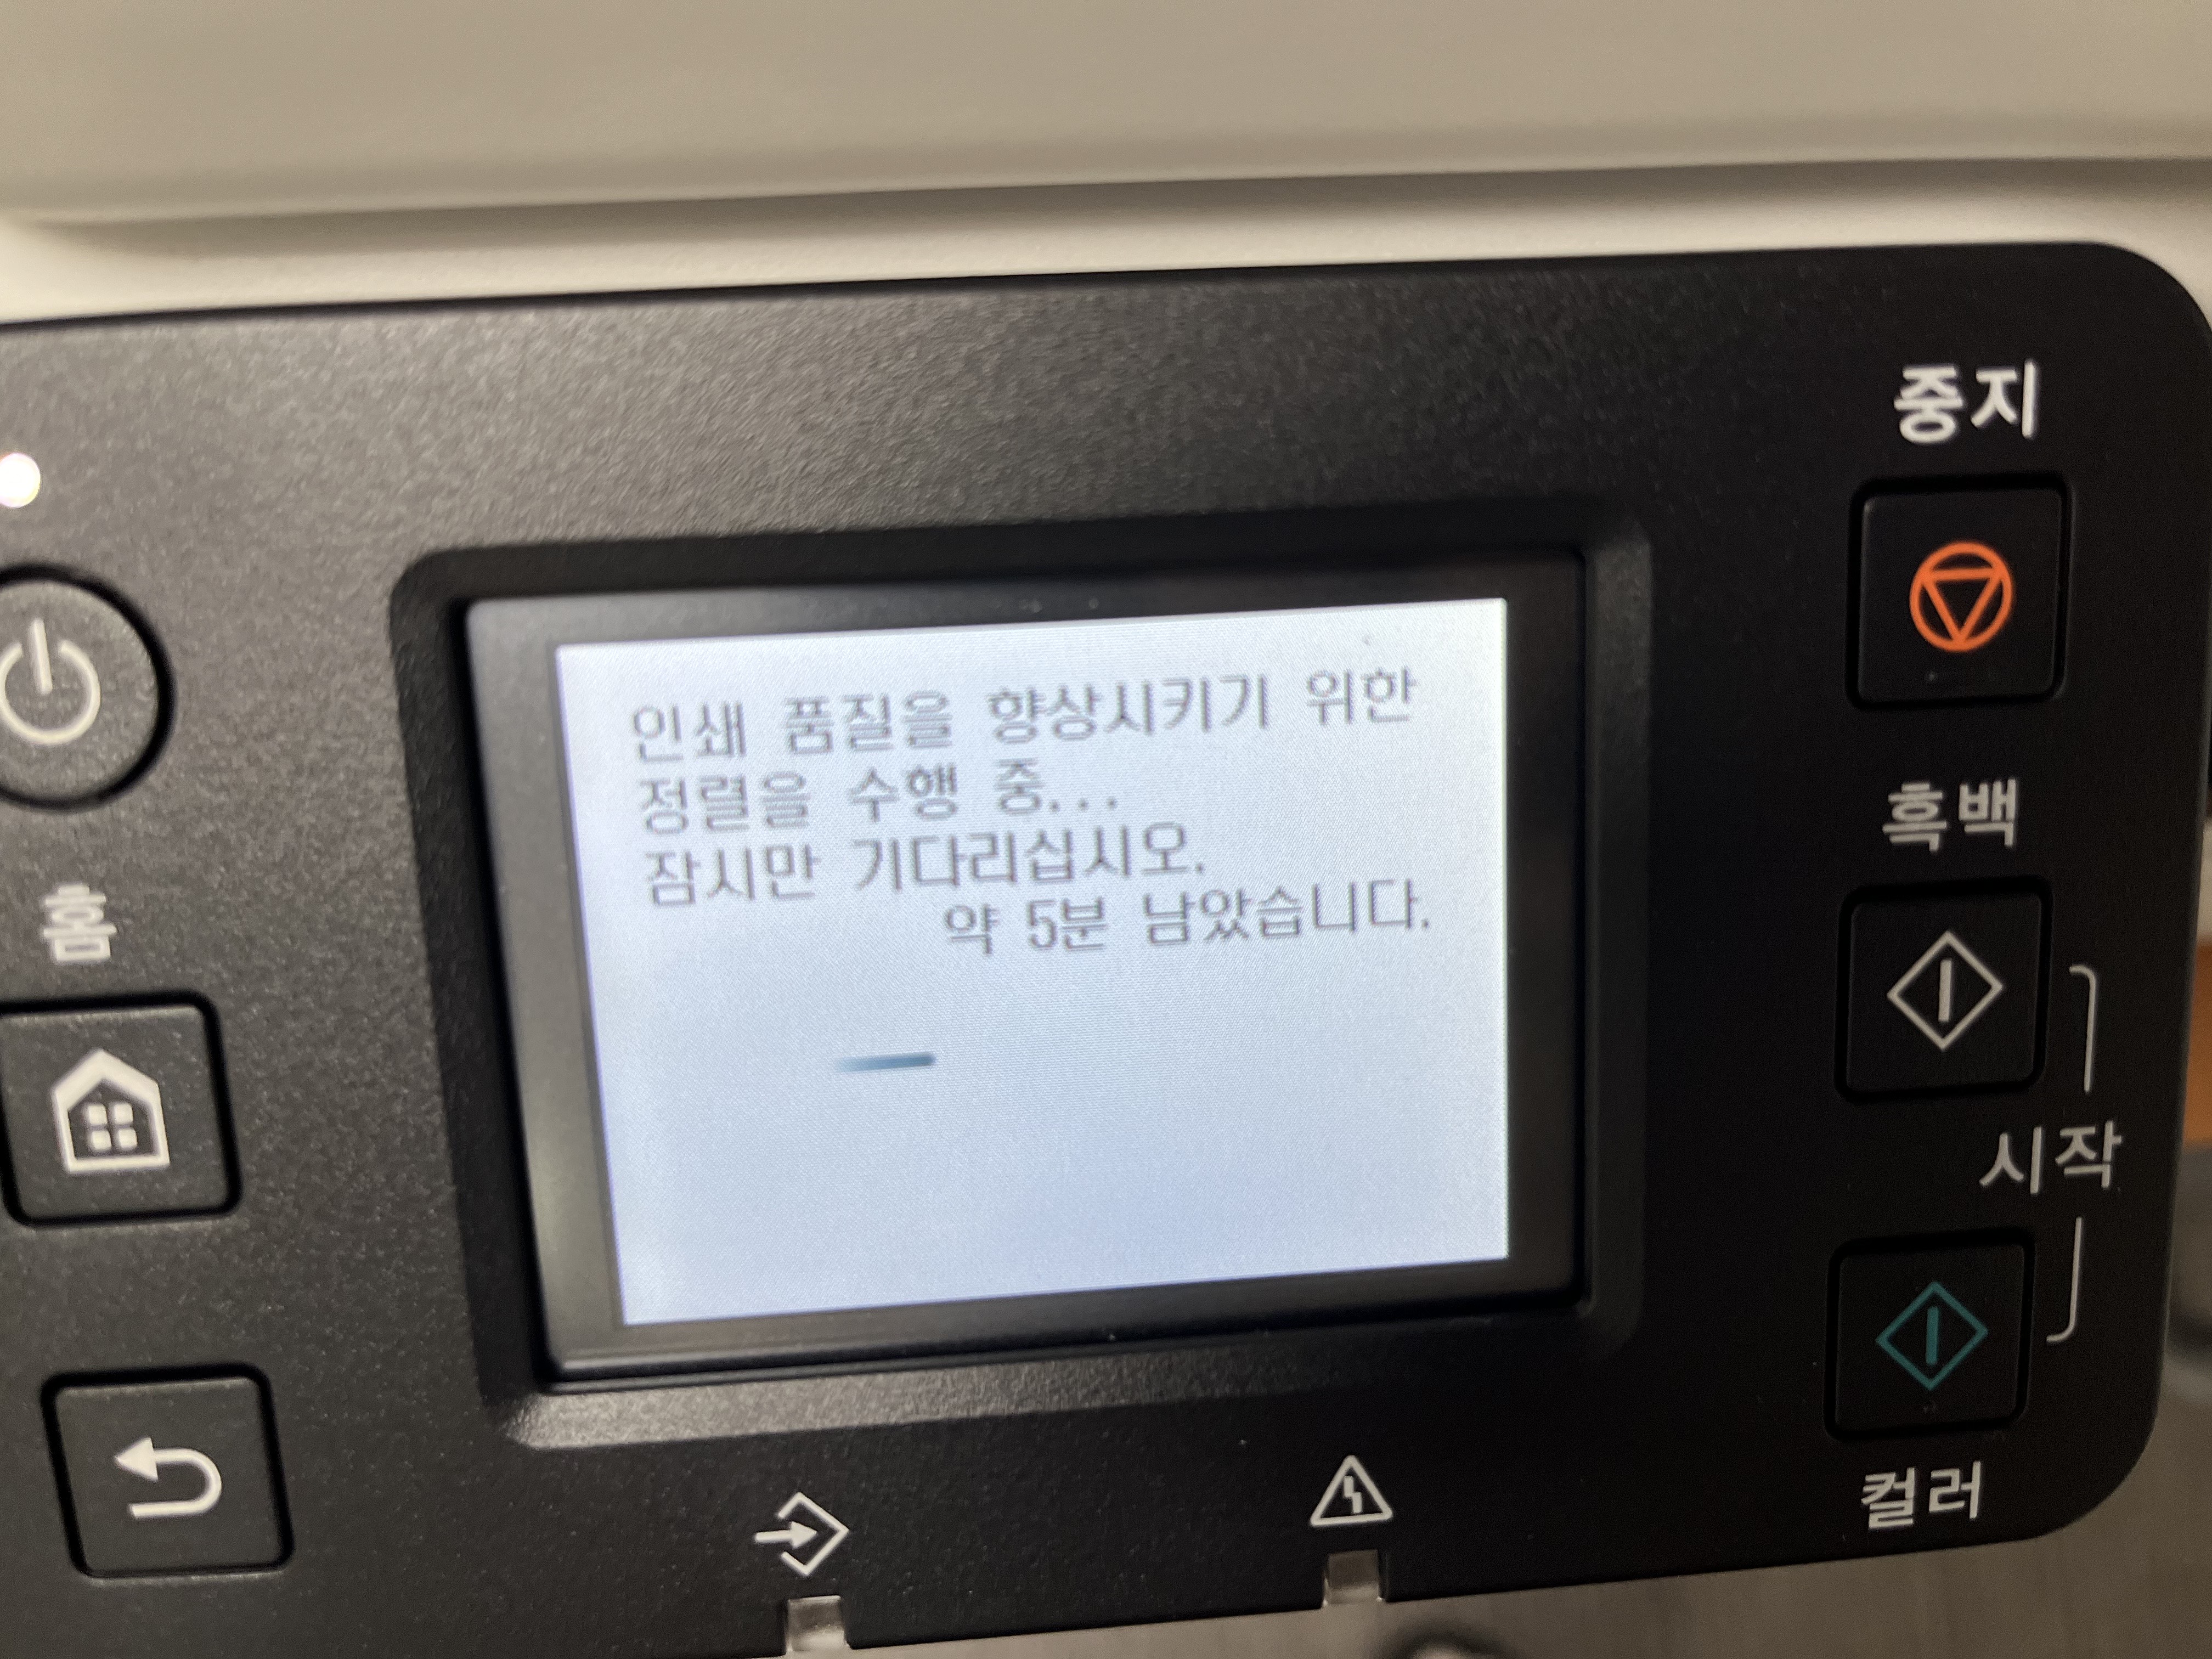 인쇄 품질을 향상시키기 위한
정렬을 수행 중...
잠시만 기다리십시오.
약 5분 남았습니다.
홈
중지
흑백
시작
컬러